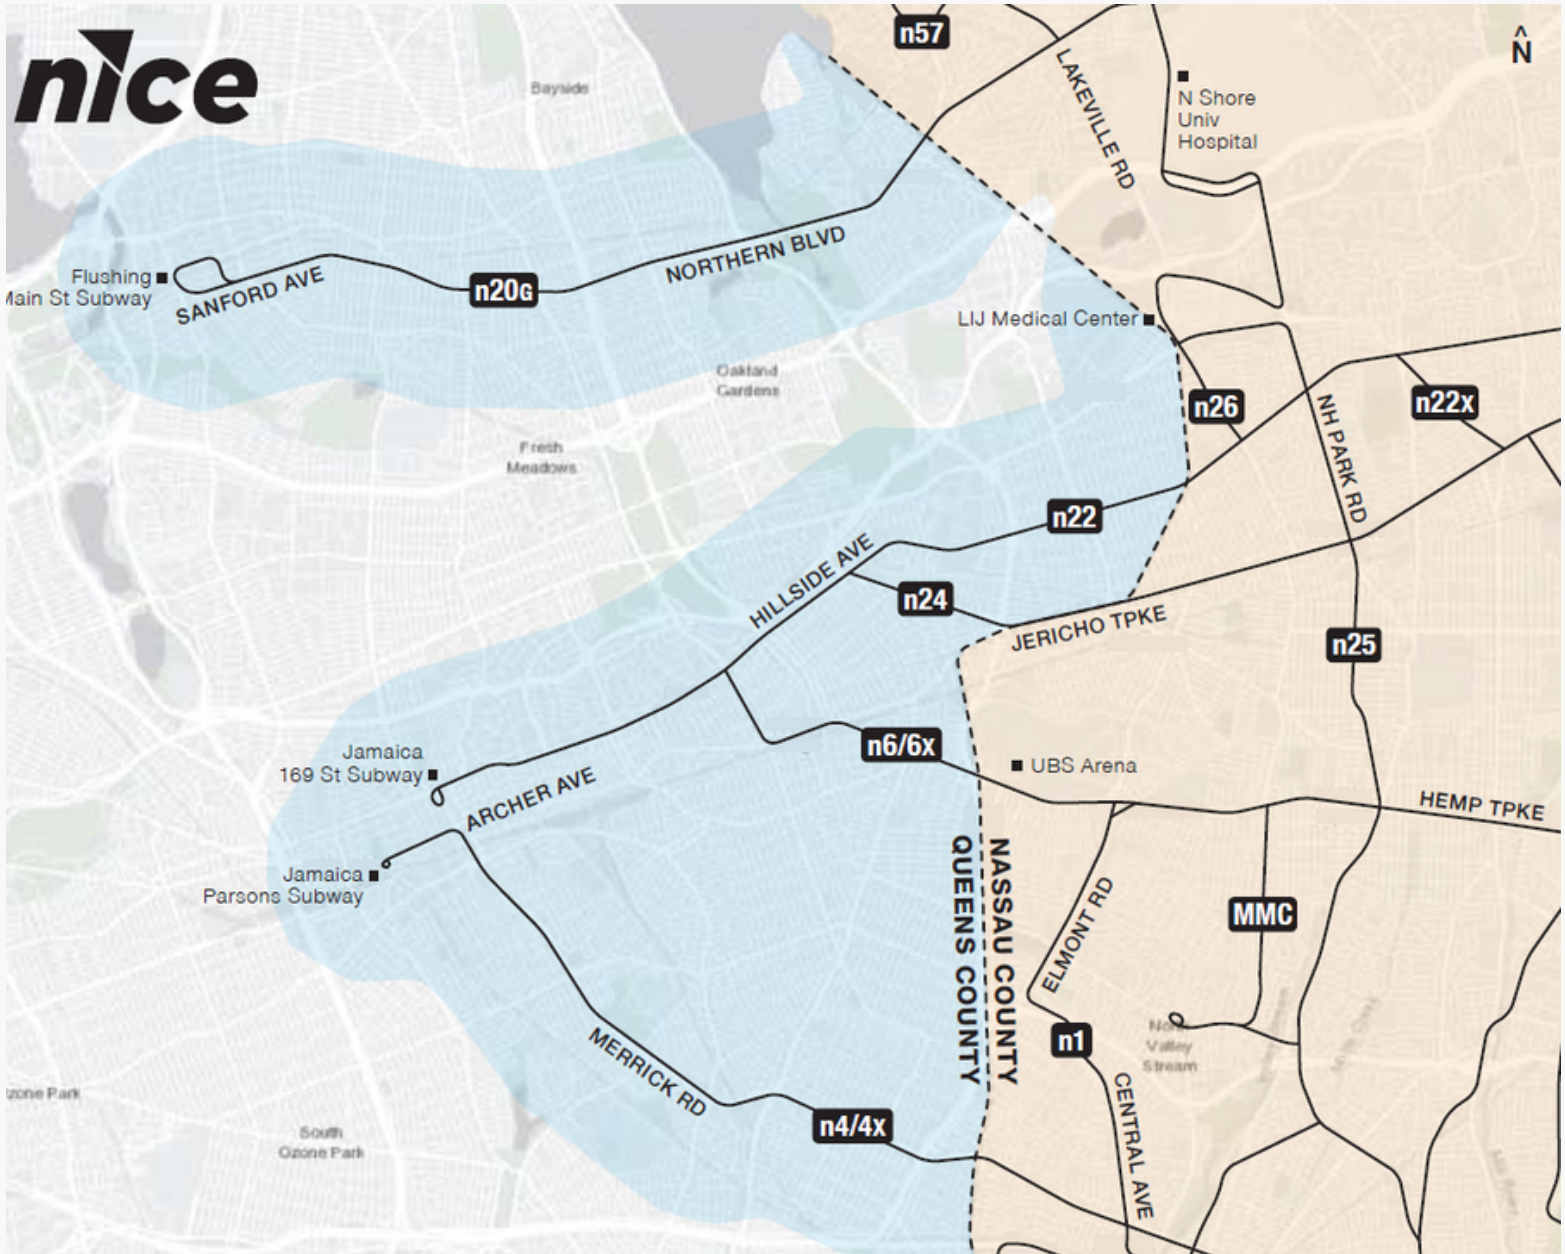 nice
n57
N
Bayside
LAKEVILLE RD
N Shore
Univ
Hospital
Flushing
Main St Subway
SANFORD AVE
n20G
NORTHERN BLVD
LIJ Medical Center
Oakland
Gardens
n26
n22x
NH PARK RD
Fresh
Meadows
n22
HILLSIDE AVE
n24
JERICHO TPKE
n25
Jamaica
169 St Subway
n6/6x
UBS Arena
ARCHER AVE
HEMP TPKE
Jamaica
Parsons Subway
QUEENS COUNTY
NASSAU COUNTY
ELMONT RD
MMC
n1
North
Valley
Stream
MERRICK RD
zone Park
South
Ozone Park
n4/4x
CENTRAL AVE